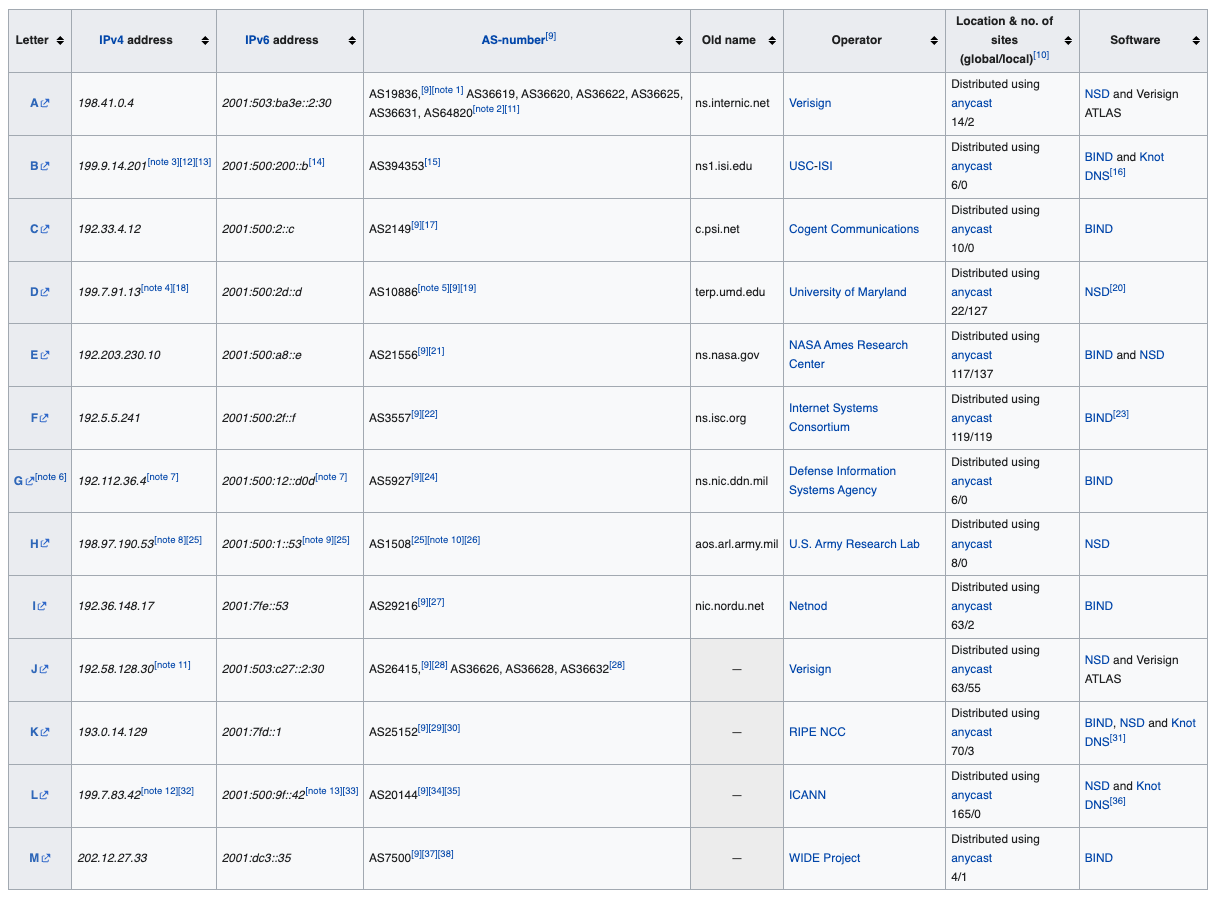 Letter IPv4 address IPv6 address AS-number[9] Old name Operator Location & no. of sites (global/local)[10] Software
A 198.41.0.4 2001:503:ba3e::2:30 AS19836,[9][note 1] AS36619, AS36620, AS36622, AS36625, AS36631, AS64820[note 2][11] ns.internic.net Verisign Distributed using anycast 14/2 NSD and Verisign ATLAS
B 199.9.14.201[note 3][12][13] 2001:500:200::b[14] AS394353[15] ns1.isi.edu USC-ISI Distributed using anycast 6/0 BIND and Knot DNS[16]
C 192.33.4.12 2001:500:2::c AS2149[9][17] c.psi.net Cogent Communications Distributed using anycast 10/0 BIND
D 199.7.91.13[note 4][18] 2001:500:2d::d AS10886[note 5][9][19] terp.umd.edu University of Maryland Distributed using anycast 22/127 NSD[20]
E 192.203.230.10 2001:500:a8::e AS21556[9][21] ns.nasa.gov NASA Ames Research Center Distributed using anycast 117/137 BIND and NSD
F 192.5.5.241 2001:500:2f::f AS3557[9][22] ns.isc.org Internet Systems Consortium Distributed using anycast 119/119 BIND[23]
G[note 6] 192.112.36.4[note 7] 2001:500:12::d0d[note 7] AS5927[9][24] ns.nic.ddn.mil Defense Information Systems Agency Distributed using anycast 6/0 BIND
H 198.97.190.53[note 8][25] 2001:500:1::53[note 9][25] AS1508[25][note 10][26] aos.arl.army.mil U.S. Army Research Lab Distributed using anycast 8/0 NSD
I 192.36.148.17 2001:7fe::53 AS29216[9][27] nic.nordu.net Netnod Distributed using anycast 63/2 BIND
J 192.58.128.30[note 11] 2001:503:c27::2:30 AS26415,[9][28] AS36626, AS36628, AS36632[28] — Verisign Distributed using anycast 63/55 NSD and Verisign ATLAS
K 193.0.14.129 2001:7fd::1 AS25152[9][29][30] — RIPE NCC Distributed using anycast 70/3 BIND, NSD and Knot DNS[31]
L 199.7.83.42[note 12][32] 2001:500:9f::42[note 13][33] AS20144[9][34][35] — ICANN Distributed using anycast 165/0 NSD and Knot DNS[36]
M 202.12.27.33 2001:dc3::35 AS7500[9][37][38] — WIDE Project Distributed using anycast 4/1 BIND